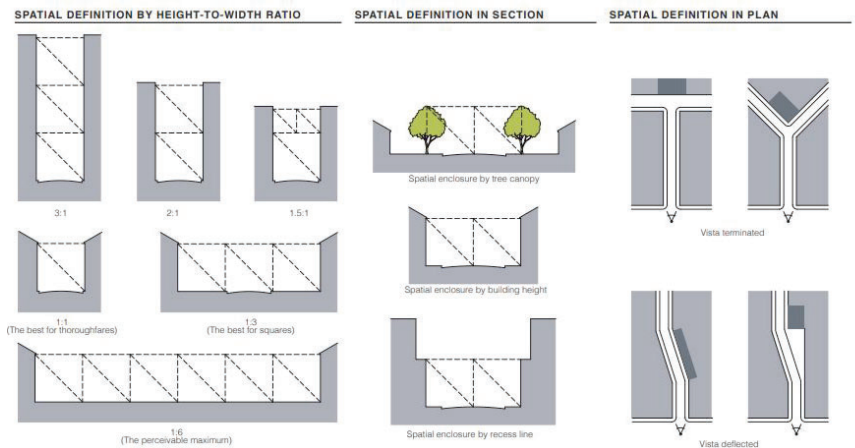 SPATIAL DEFINITION BY HEIGHT-TO-WIDTH RATIO
3:1
2:1
1.5:1
1:1
(The best for thoroughfares)
1:3
(The best for squares)
1:6
(The perceivable maximum)
SPATIAL DEFINITION IN SECTION
Spatial enclosure by tree canopy
Spatial enclosure by building height
Spatial enclosure by recess line
SPATIAL DEFINITION IN PLAN
Vista terminated
Vista deflected